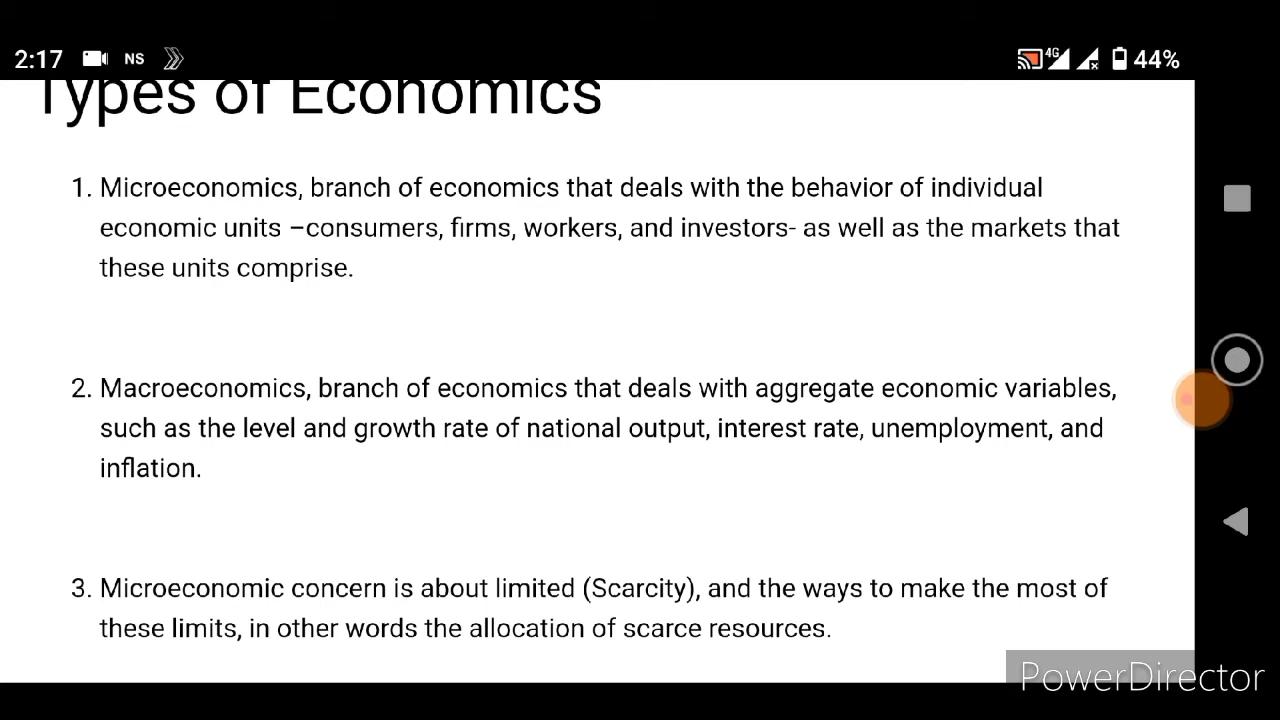 2:17 NS 4G 44%
Types of Economics
1. Microeconomics, branch of economics that deals with the behavior of individual
economic units –consumers, firms, workers, and investors- as well as the markets that
these units comprise.
2. Macroeconomics, branch of economics that deals with aggregate economic variables,
such as the level and growth rate of national output, interest rate, unemployment, and
inflation.
3. Microeconomic concern is about limited (Scarcity), and the ways to make the most of
these limits, in other words the allocation of scarce resources.
PowerDirector